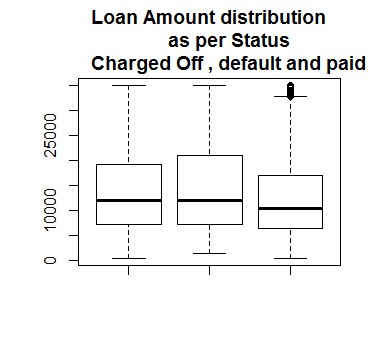 Loan Amount distribution
as per Status
Charged Off , default and paid
25000
10000
0